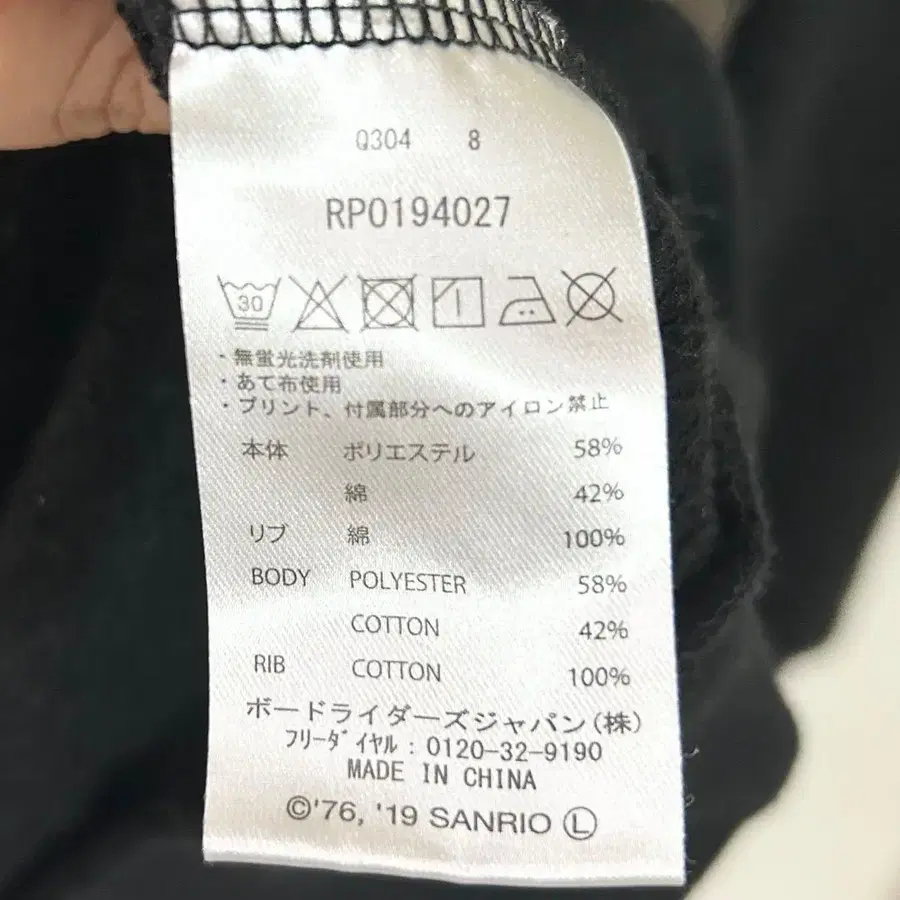 Q304 8
RP0194027
30
・無蛍光洗剤使用
・あて布使用
・プリント、付属部分へのアイロン禁止
本体 ポリエステル 58%
綿 42%
リブ 綿 100%
BODY POLYESTER 58%
COTTON 42%
RIB COTTON 100%
ボードライダーズジャパン(株)
フリーダイヤル:0120-32-9190
MADE IN CHINA
©'76, '19 SANRIO Ⓛ